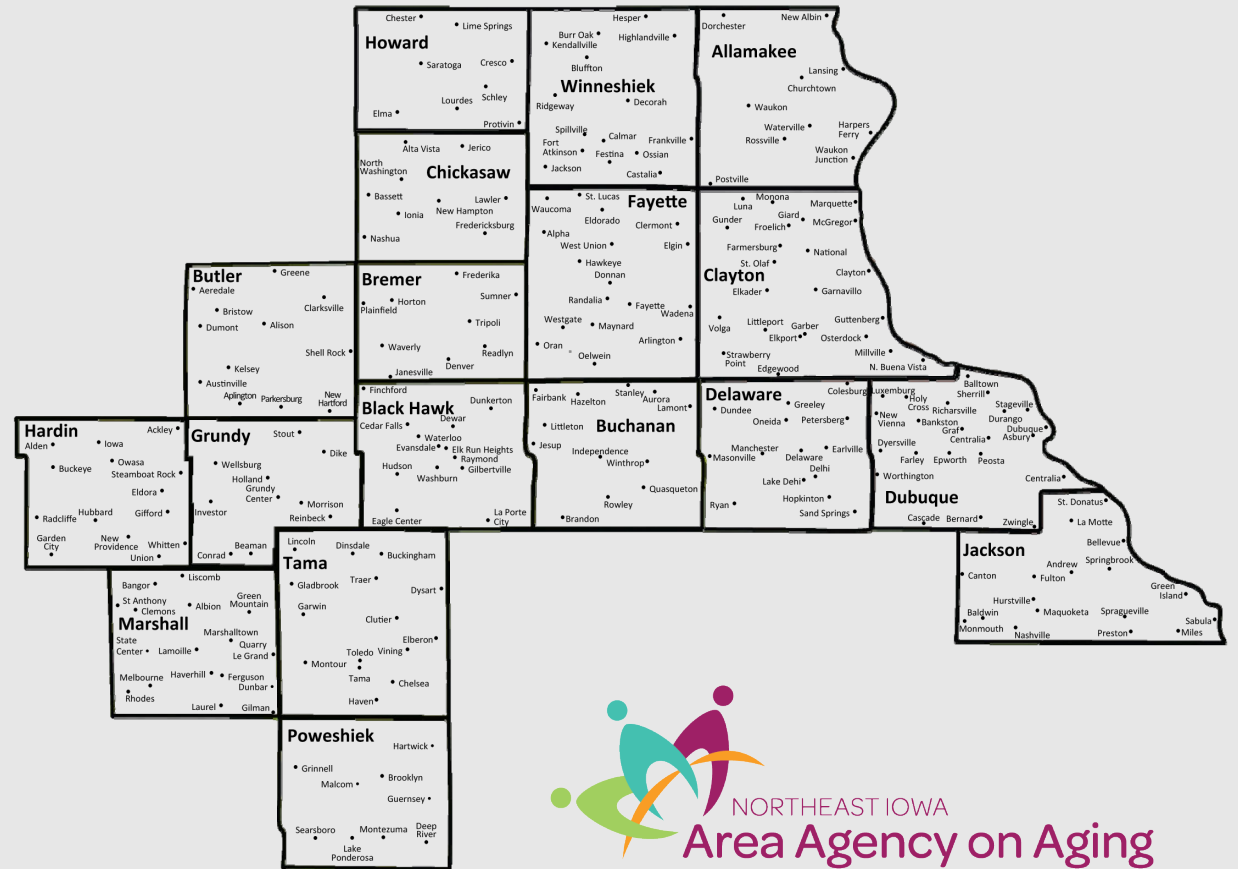 Howard
Chester
Lime Springs
Saratoga
Cresco
Schley
Lourdes
Elma
Protivin
Winneshiek
Hesper
Burr Oak
Kendallville
Highlandville
Bluffton
Ridgeway
Decorah
Spillville
Calmar
Frankville
Fort
Atkinson
Festina
Ossian
Jackson
Castalia
Allamakee
Dorchester
New Albin
Lansing
Churchtown
Waukon
Waterville
Harpers
Ferry
Rossville
Waukon
Junction
Postville
Chickasaw
Alta Vista
Jerico
North
Washington
Bassett
Lawler
Ionia
New Hampton
Fredericksburg
Nashua
Fayette
Waucoma
St. Lucas
Eldorado
Clermont
Alpha
West Union
Elgin
Hawkeye
Donnan
Randalia
Fayette
Wadena
Westgate
Maynard
Oran
Oelwein
Arlington
Clayton
Luna
Monona
Marquette
Gunder
Giard
Froelich
McGregor
Farmersburg
National
St. Olaf
Clayton
Elkader
Garnavillo
Volga
Littleport
Garber
Elkport
Guttenberg
Osterdock
Strawberry
Point
Millville
Edgewood
N. Buena Vista
Butler
Greene
Aeredale
Clarksville
Bristow
Dumont
Alison
Shell Rock
Kelsey
Austinville
Aplington
Parkersburg
New
Hartford
Bremer
Frederika
Sumner
Horton
Plainfield
Tripoli
Waverly
Readlyn
Denver
Janesville
Black Hawk
Finchford
Dunkerton
Cedar Falls
Dewar
Waterloo
Evansdale
Elk Run Heights
Raymond
Hudson
Gilbertville
Washburn
Eagle Center
La Porte
City
Buchanan
Fairbank
Hazelton
Stanley
Aurora
Lamont
Littleton
Jesup
Independence
Winthrop
Quasqueton
Rowley
Brandon
Delaware
Colesburg
Dundee
Greeley
Oneida
Petersberg
Manchester
Masonville
Earlville
Delaware
Delhi
Lake Delhi
Hopkinton
Ryan
Sand Springs
Dubuque
Luxemburg
Holy
Cross
Balltown
Sherrill
New
Vienna
Richarsville
Stageville
Durango
Bankston
Graf
Dubuque
Asbury
Centralia
Dyersville
Farley
Epworth
Peosta
Worthington
Centralia
Cascade
Bernard
Zwingle
Hardin
Ackley
Alden
Iowa
Owasa
Buckeye
Steamboat Rock
Eldora
Radcliffe
Hubbard
Gifford
Garden
City
New
Providence
Whitten
Union
Grundy
Stout
Dike
Wellsburg
Holland
Grundy
Center
Investor
Morrison
Reinbeck
Conrad
Beaman
Tama
Lincoln
Dinsdale
Buckingham
Gladbrook
Traer
Dysart
Garwin
Clutier
Elberon
Toledo
Vining
Montour
Tama
Chelsea
Haven
Marshall
Bangor
Liscomb
St Anthony
Clemons
Albion
Green
Mountain
State
Center
Marshalltown
Lamoille
Quarry
Le Grand
Melbourne
Haverhill
Ferguson
Dunbar
Rhodes
Laurel
Gilman
Jackson
St. Donatus
La Motte
Bellevue
Springbrook
Andrew
Canton
Fulton
Green
Island
Hurstville
Baldwin
Maquoketa
Spragueville
Sabula
Monmouth
Nashville
Preston
Miles
Poweshiek
Hartwick
Grinnell
Malcom
Brooklyn
Guernsey
Searsboro
Montezuma
Deep
River
Lake
Ponderosa
NORTHEAST IOWA
Area Agency on Aging